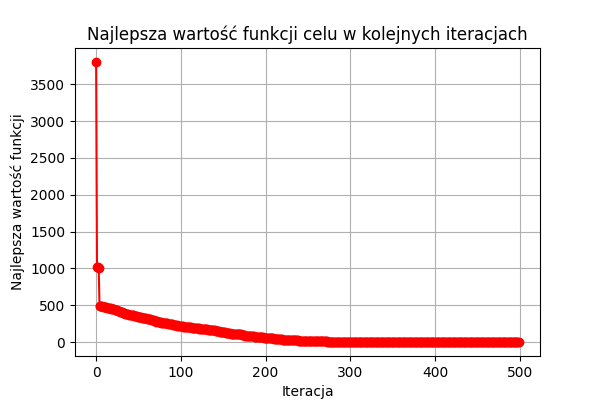 Najlepsza wartość funkcji celu w kolejnych iteracjach
Najlepsza wartość funkcji
3500
3000
2500
2000
1500
1000
500
0
0 100 200 300 400 500
Iteracja